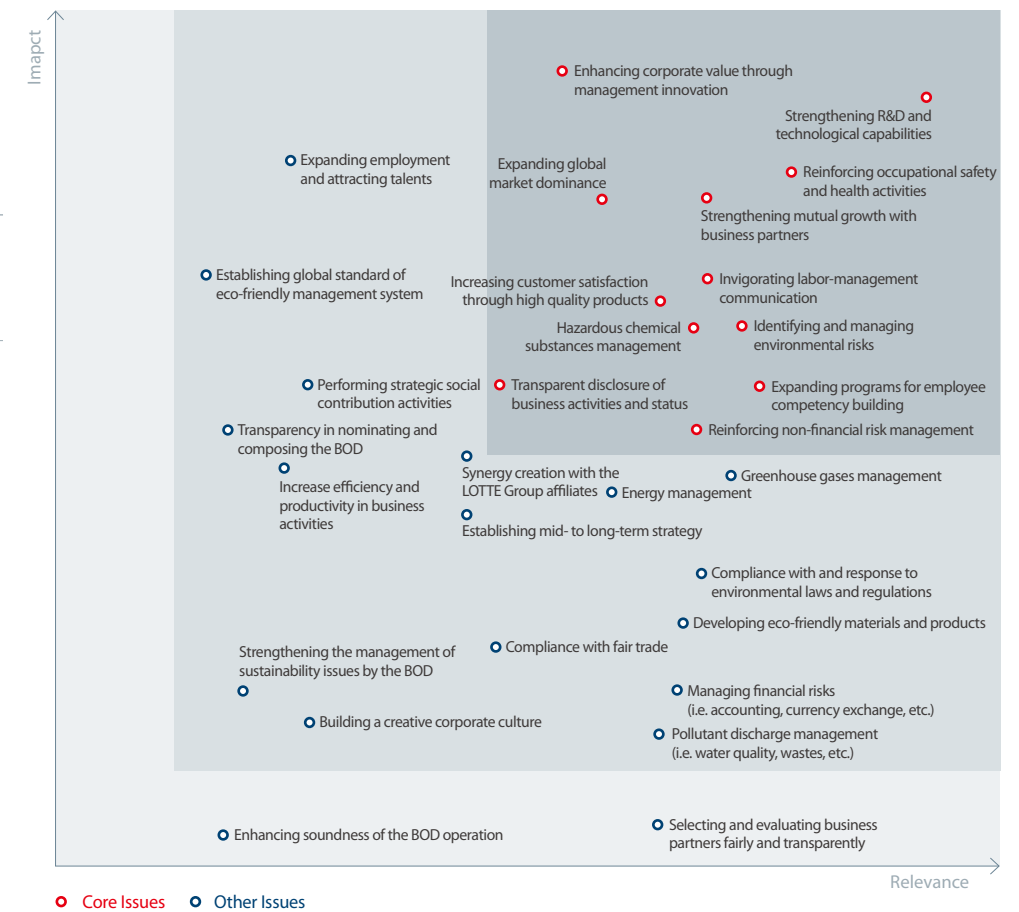 Imapct
Enhancing corporate value through
management innovation
Strengthening R&D and
technological capabilities
Expanding employment
and attracting talents
Expanding global
market dominance
Reinforcing occupational safety
and health activities
Strengthening mutual growth with
business partners
Establishing global standard of
eco-friendly management system
Increasing customer satisfaction
through high quality products
Invigorating labor-management
communication
Hazardous chemical
substances management
Identifying and managing
environmental risks
Performing strategic social
contribution activities
Transparent disclosure of
business activities and status
Expanding programs for employee
competency building
Transparency in nominating and
composing the BOD
Reinforcing non-financial risk management
Increase efficiency and
productivity in business
activities
Synergy creation with the
LOTTE Group affiliates
Energy management
Greenhouse gases management
Establishing mid- to long-term strategy
Compliance with and response to
environmental laws and regulations
Developing eco-friendly materials and products
Compliance with fair trade
Strengthening the management of
sustainability issues by the BOD
Managing financial risks
(i.e. accounting, currency exchange, etc.)
Building a creative corporate culture
Pollutant discharge management
(i.e. water quality, wastes, etc.)
Enhancing soundness of the BOD operation
Selecting and evaluating business
partners fairly and transparently
Relevance
Core Issues
Other Issues